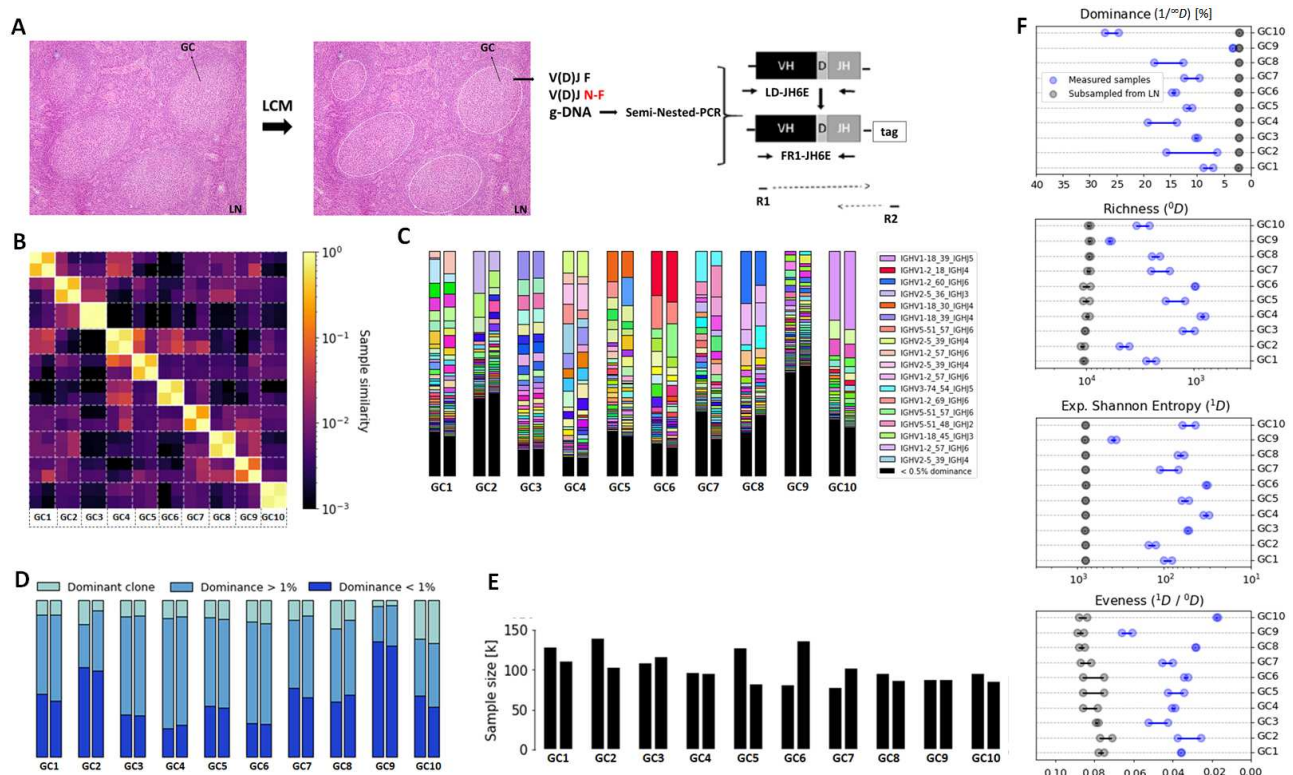 A
GC
LN
LCM
GC
LN
V(D)J F
V(D)J N-F
g-DNA
Semi-Nested-PCR
VH D JH
LD-JH6E
VH D JH tag
FR1-JH6E
R1
R2
B
GC1 GC2 GC3 GC4 GC5 GC6 GC7 GC8 GC9 GC10
10⁰
10⁻¹
10⁻²
10⁻³
Sample similarity
C
GC1 GC2 GC3 GC4 GC5 GC6 GC7 GC8 GC9 GC10
IGHV1-18_39_IGHJ5
IGHV1-2_18_IGHJ4
IGHV1-2_60_IGHJ6
IGHV2-5_36_IGHJ3
IGHV1-18_30_IGHJ4
IGHV1-18_39_IGHJ4
IGHV5-51_57_IGHJ6
IGHV2-5_39_IGHJ4
IGHV1-2_57_IGHJ6
IGHV2-5_39_IGHJ4
IGHV1-2_57_IGHJ6
IGHV3-74_54_IGHJ5
IGHV1-2_69_IGHJ6
IGHV5-51_57_IGHJ6
IGHV5-51_48_IGHJ2
IGHV1-18_45_IGHJ3
IGHV1-2_57_IGHJ6
IGHV2-5_39_IGHJ4
< 0.5% dominance
D
Dominant clone Dominance > 1% Dominance < 1%
GC1 GC2 GC3 GC4 GC5 GC6 GC7 GC8 GC9 GC10
E
Sample size [k]
150
100
50
0
GC1 GC2 GC3 GC4 GC5 GC6 GC7 GC8 GC9 GC10
F
Dominance (1/∞D) [%]
Measured samples
Subsampled from LN
GC10
GC9
GC8
GC7
GC6
GC5
GC4
GC3
GC2
GC1
40 35 30 25 20 15 10 5 0
Richness (⁰D)
GC10
GC9
GC8
GC7
GC6
GC5
GC4
GC3
GC2
GC1
10⁴ 10³
Exp. Shannon Entropy (¹D)
GC10
GC9
GC8
GC7
GC6
GC5
GC4
GC3
GC2
GC1
10³ 10² 10¹
Eveness (¹D / ⁰D)
GC10
GC9
GC8
GC7
GC6
GC5
GC4
GC3
GC2
GC1
0.10 0.08 0.06 0.04 0.02 0.00